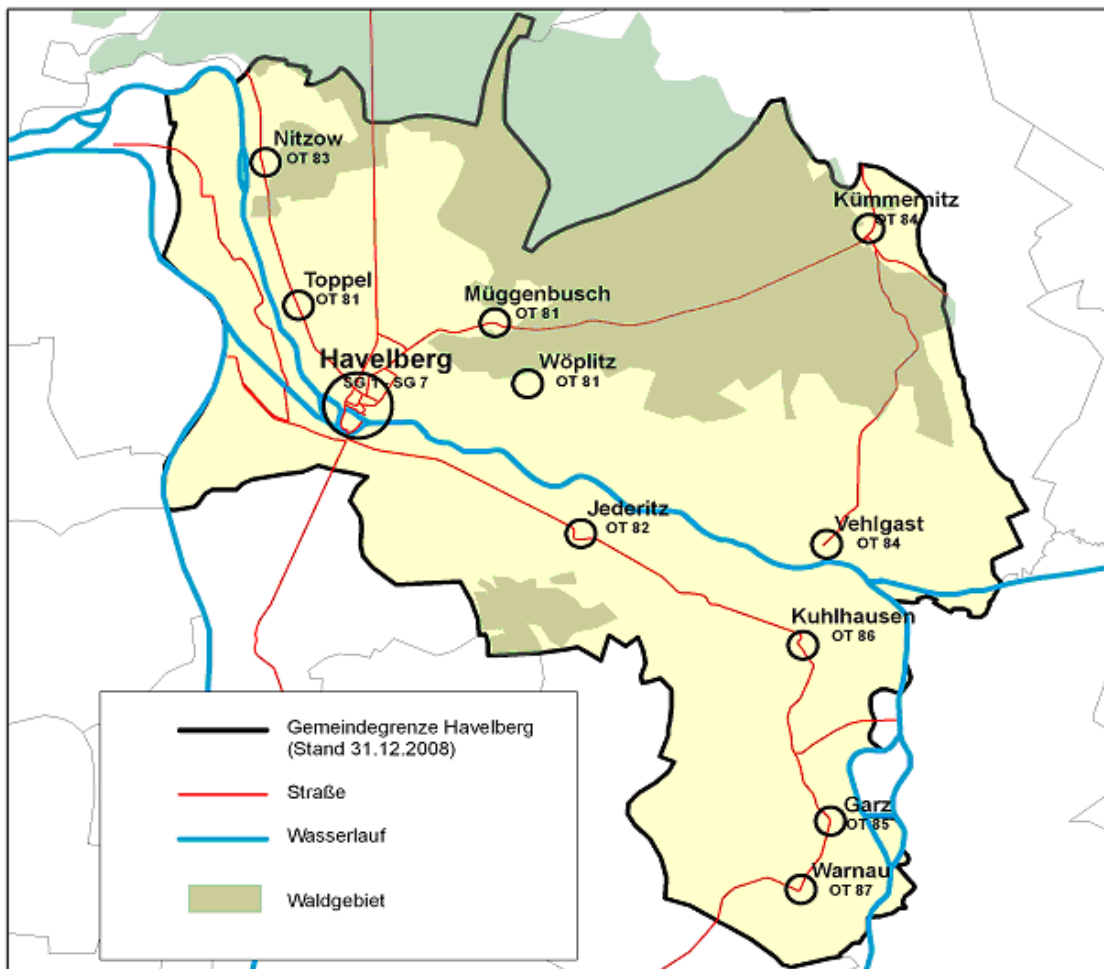 Nitzow
OT 83
Kümmernitz
OT 84
Toppel
OT 81
Müggenbusch
OT 81
Havelberg
SG 1 - SG 7
Wöplitz
OT 81
Jederitz
OT 82
Vehlgast
OT 84
Kuhlhausen
OT 86
Garz
OT 85
Warnau
OT 87
Gemeindegrenze Havelberg
(Stand 31.12.2008)
Straße
Wasserlauf
Waldgebiet